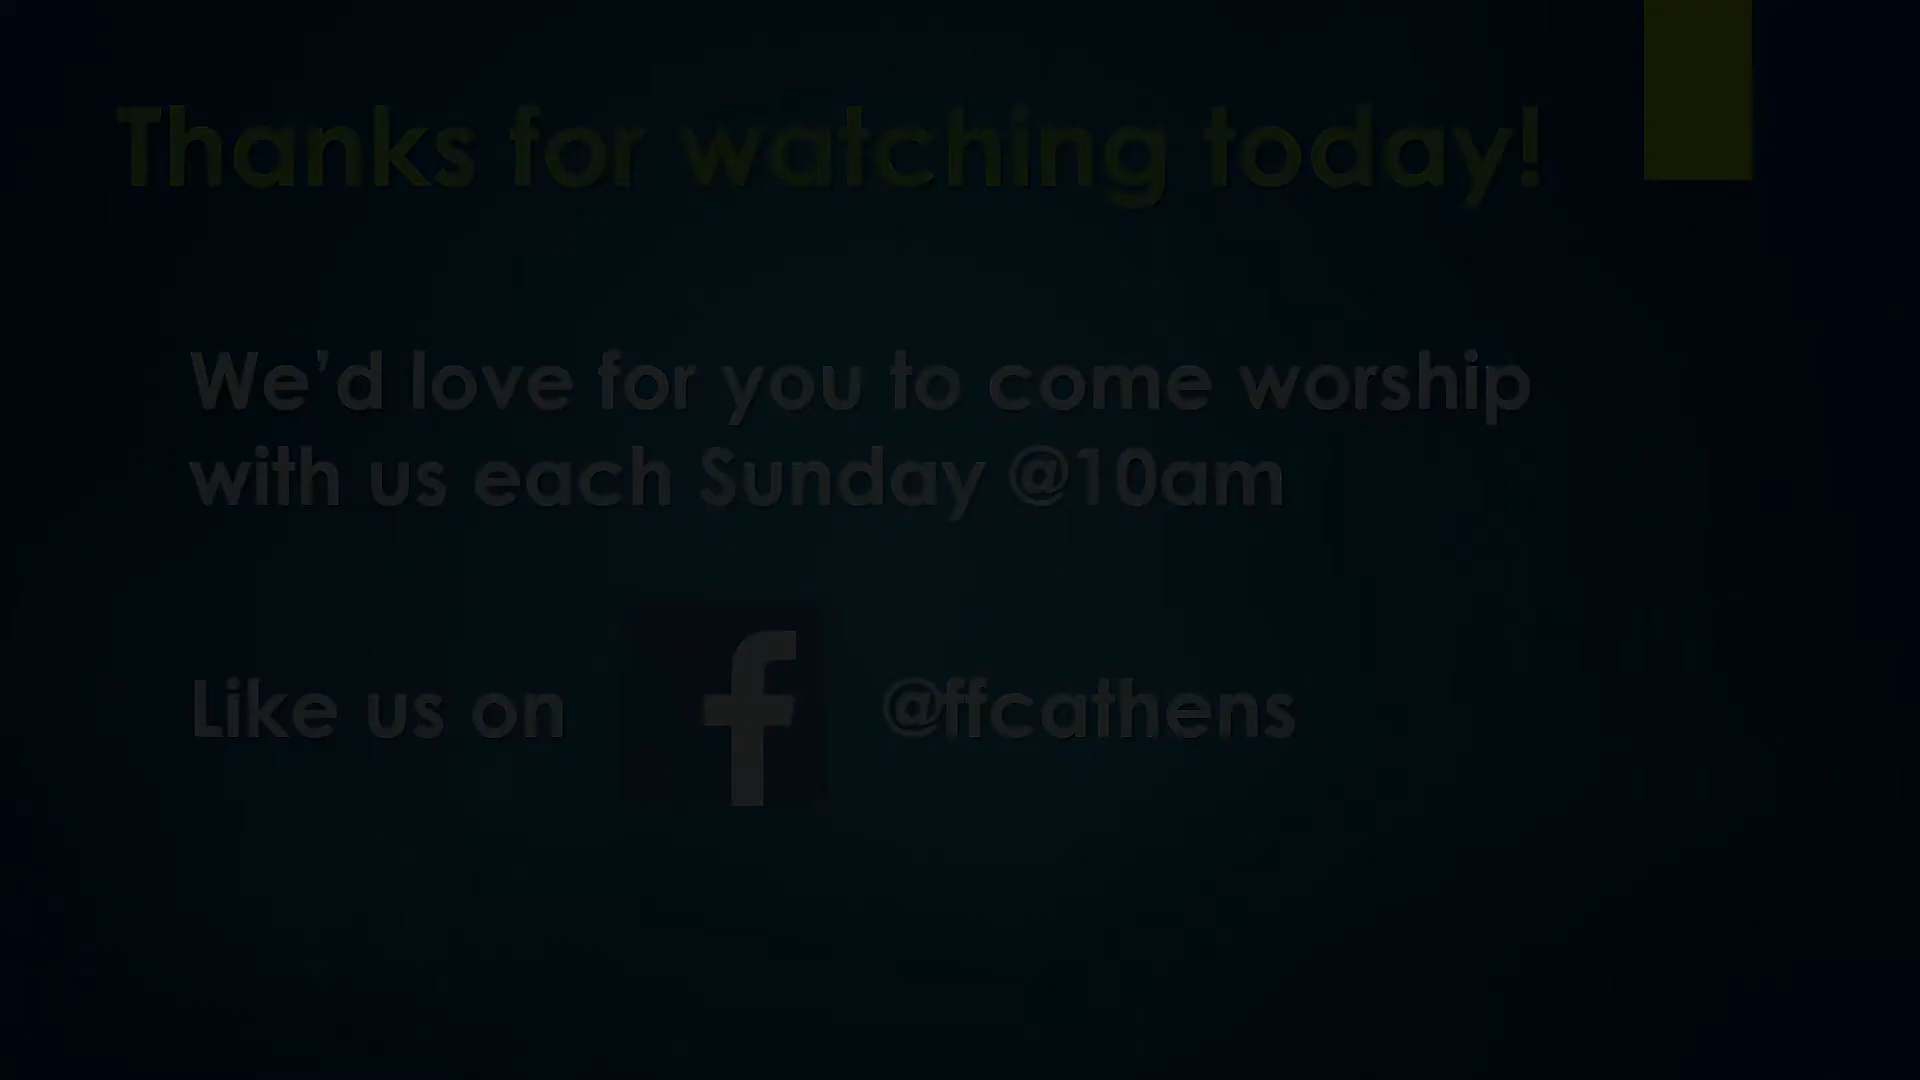 Thanks for watching today!
We'd love for you to come worship
with us each Sunday @10am
Like us on f @ffcathens